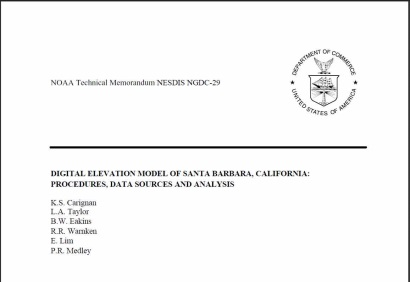 NOAA Technical Memorandum NESDIS NGDC-29
DEPARTMENT OF COMMERCE
UNITED STATES OF AMERICA
DIGITAL ELEVATION MODEL OF SANTA BARBARA, CALIFORNIA:
PROCEDURES, DATA SOURCES AND ANALYSIS
K.S. Carignan
L.A. Taylor
B.W. Eakins
R.R. Warnken
E. Lim
P.R. Medley